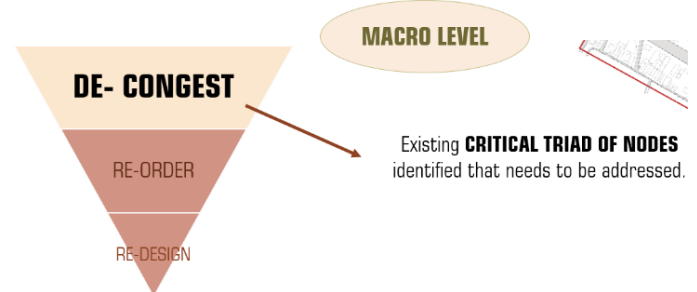 MACRO LEVEL
DE- CONGEST
Existing CRITICAL TRIAD OF NODES
identified that needs to be addressed.
RE-ORDER
RE-DESIGN